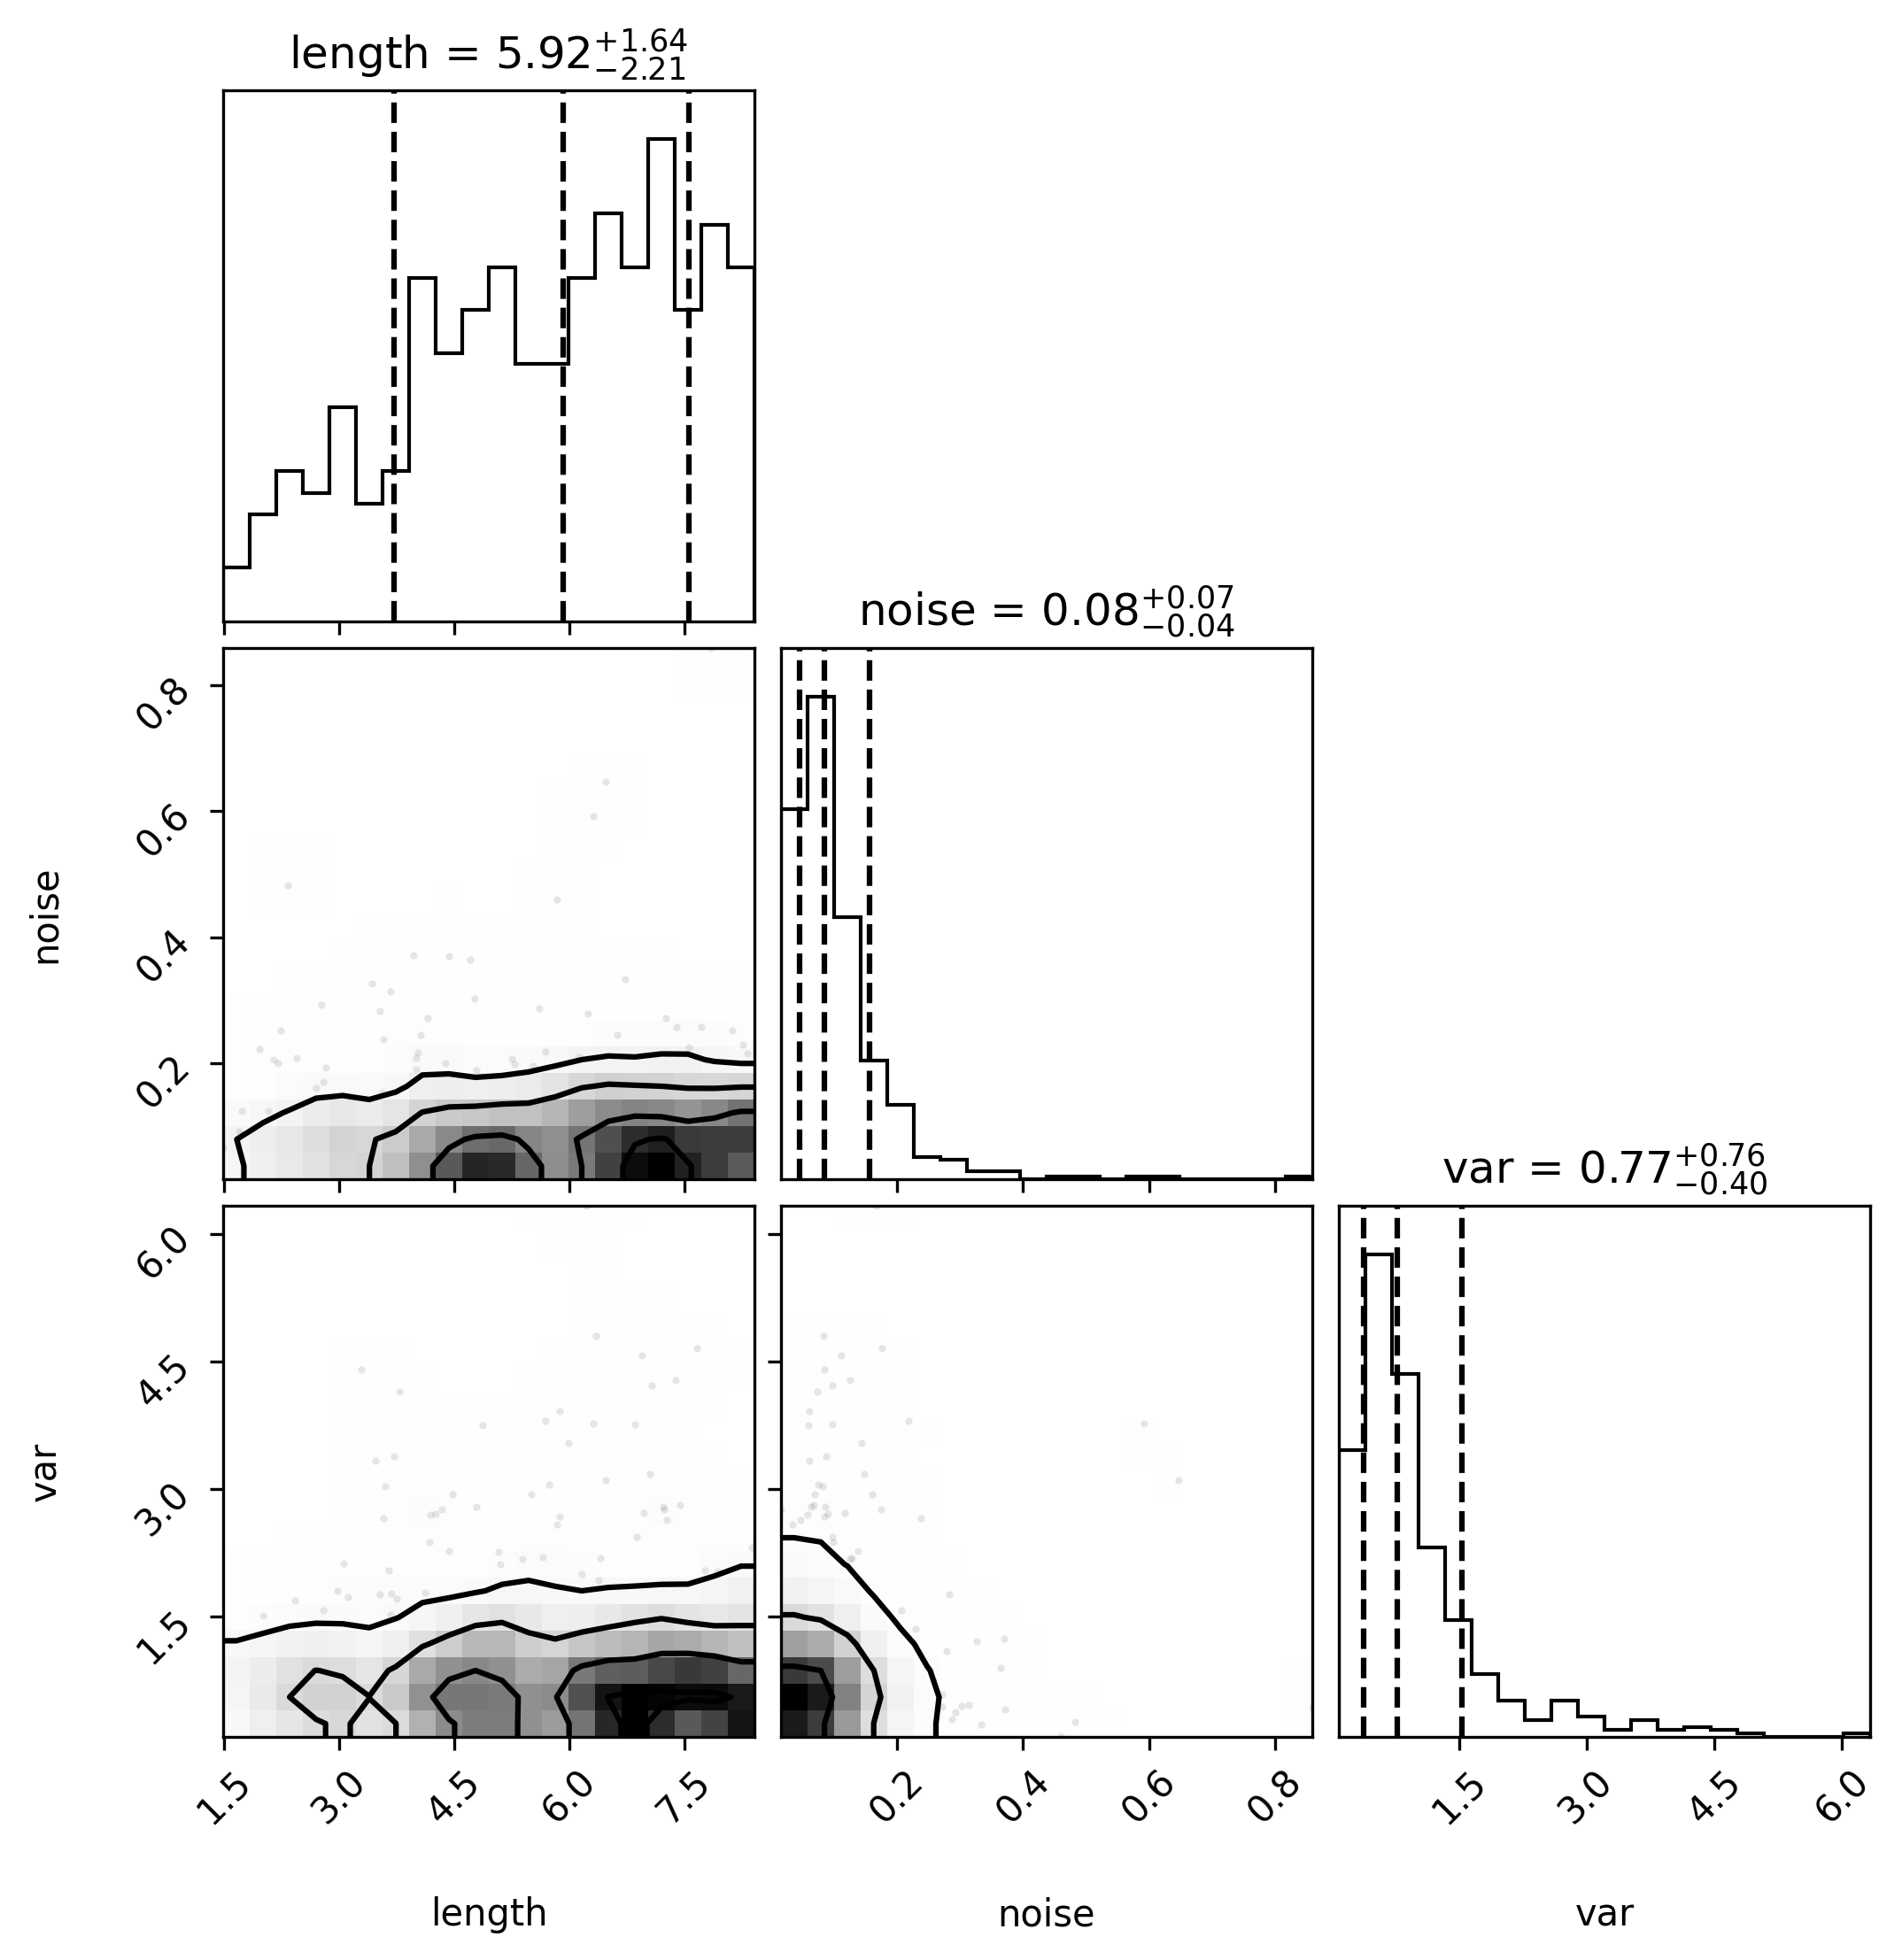 length = 5.92^{+1.64}_{-2.21}
noise = 0.08^{+0.07}_{-0.04}
0.8
0.6
0.4
0.2
noise
var = 0.77^{+0.76}_{-0.40}
6.0
4.5
3.0
1.5
var
1.5 3.0 4.5 6.0 7.5
0.2 0.4 0.6 0.8
1.5 3.0 4.5 6.0
length
noise
var